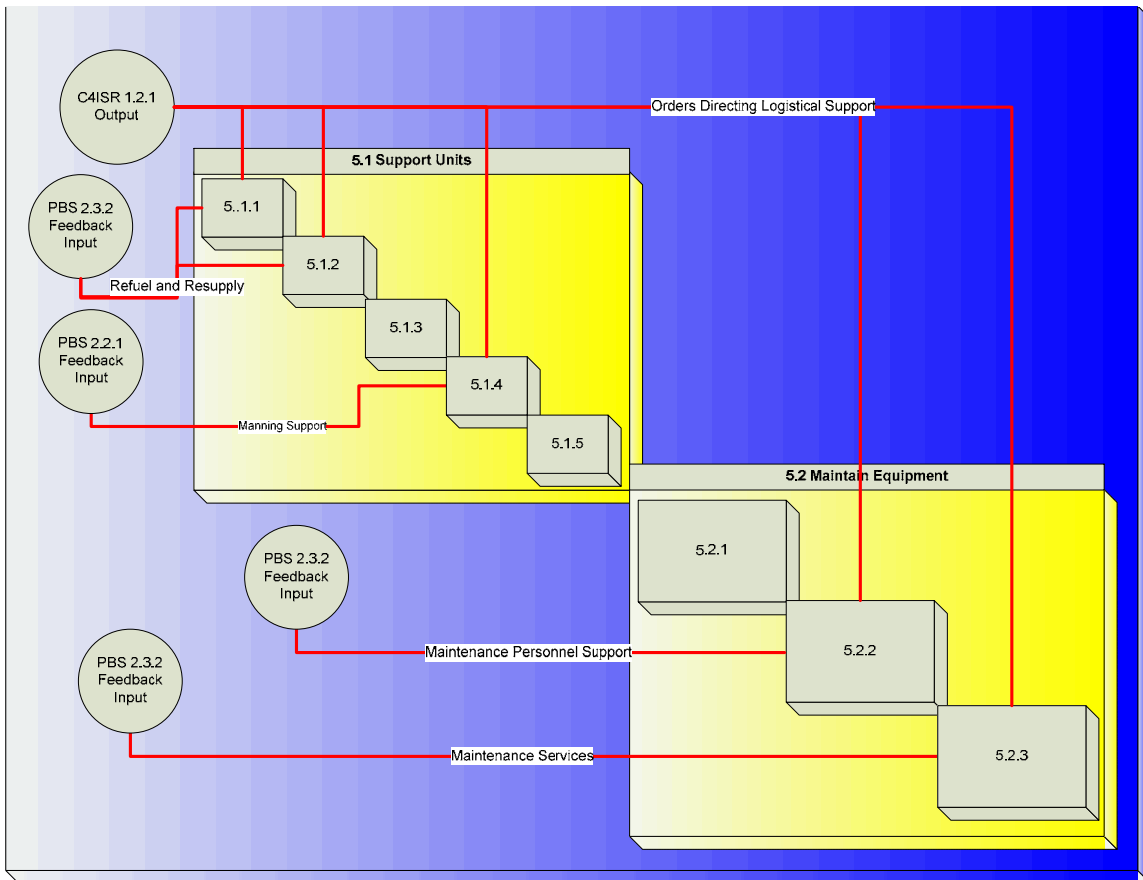 C4ISR 1.2.1
Output
Orders Directing Logistical Support
5.1 Support Units
5..1.1
PBS 2.3.2
Feedback
Input
5.1.2
Refuel and Resupply
5.1.3
PBS 2.2.1
Feedback
Input
5.1.4
Manning Support
5.1.5
5.2 Maintain Equipment
5.2.1
PBS 2.3.2
Feedback
Input
Maintenance Personnel Support
5.2.2
PBS 2.3.2
Feedback
Input
Maintenance Services
5.2.3